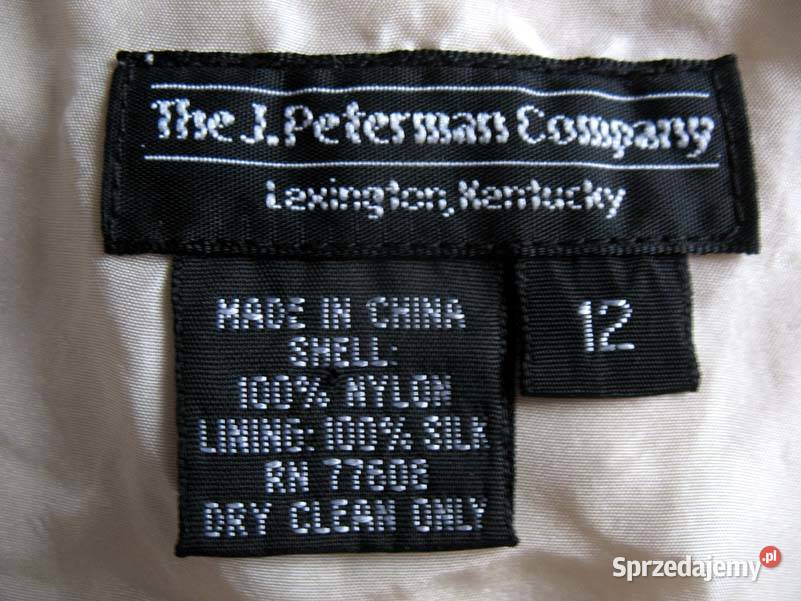 The J. Peterman Company
Lexington, Kentucky
MADE IN CHINA
SHELL:
100% NYLON
LINING: 100% SILK
RN 77608
DRY CLEAN ONLY
12
Sprzedajemy.pl